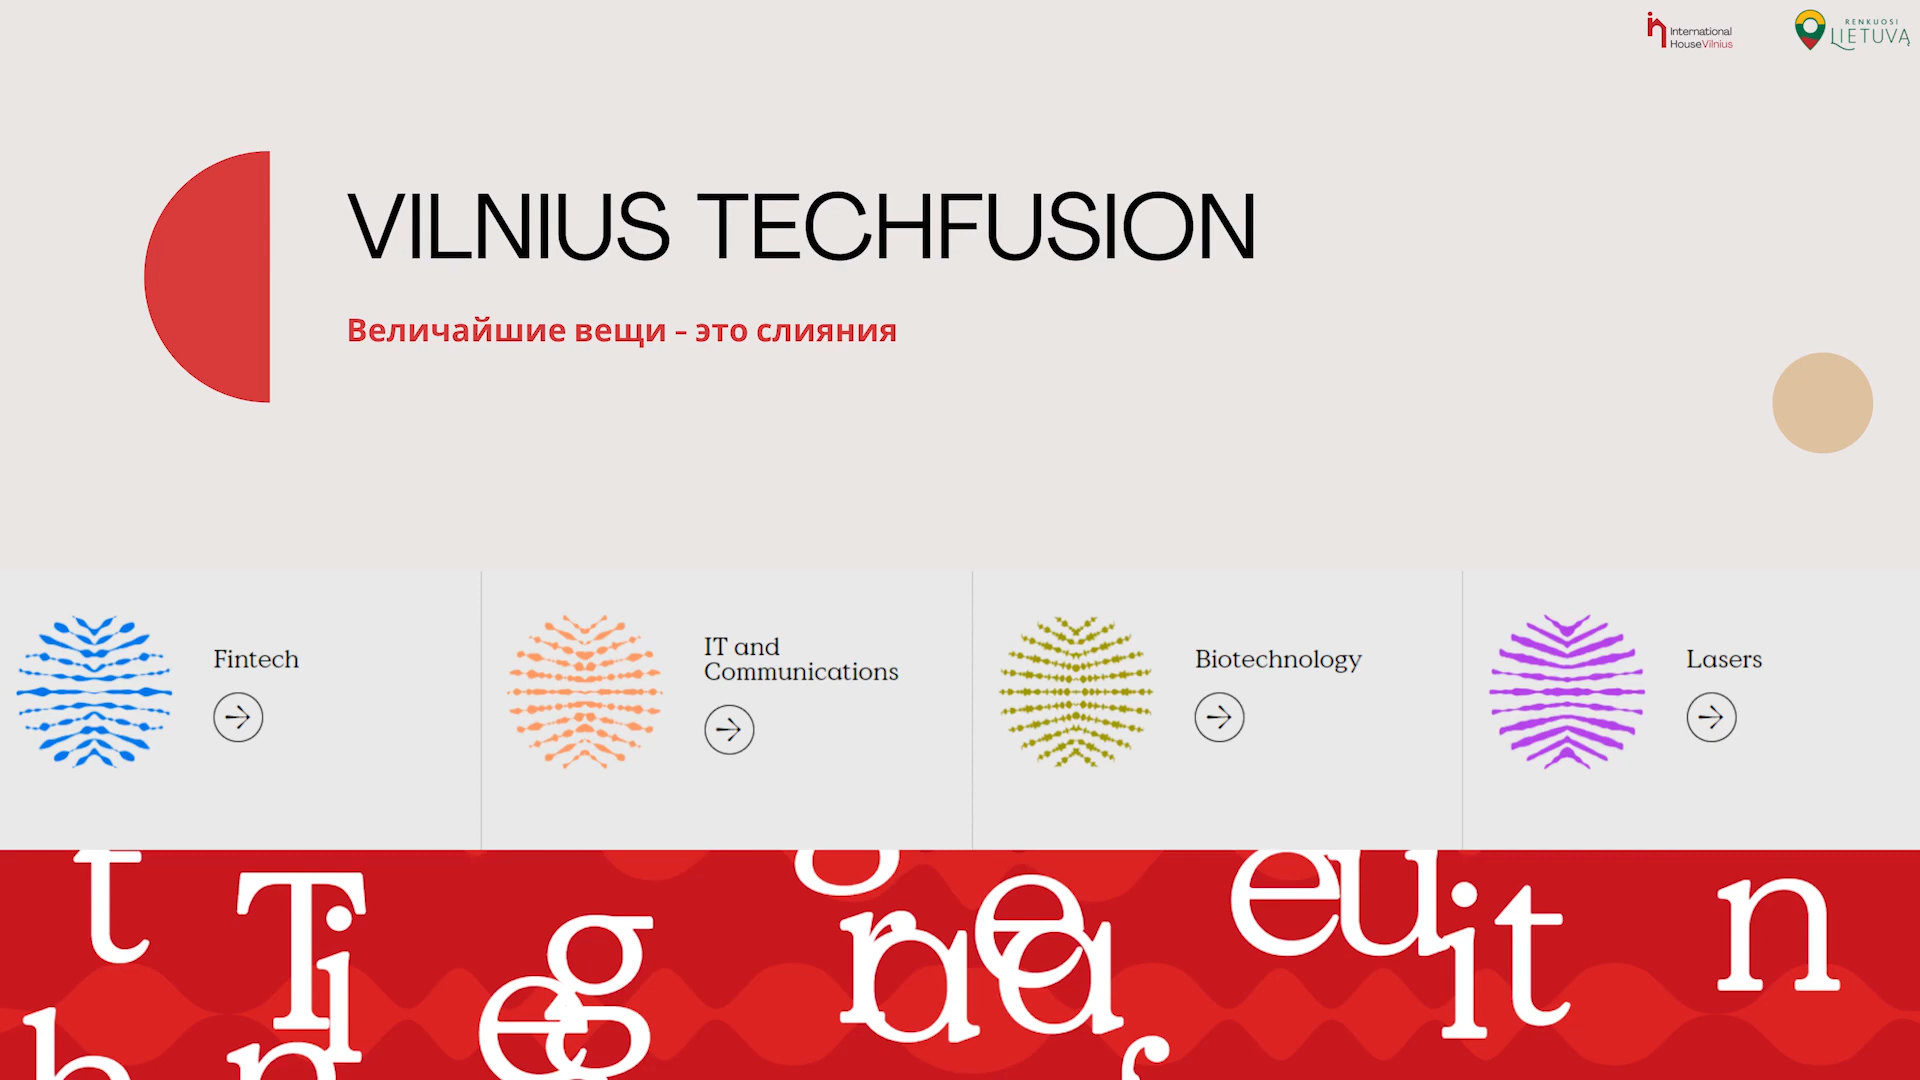 International
HouseVilnius
RENKUOSI
LIETUVĄ
VILNIUS TECHFUSION
Величайшие вещи – это слияния
Fintech
IT and
Communications
Biotechnology
Lasers